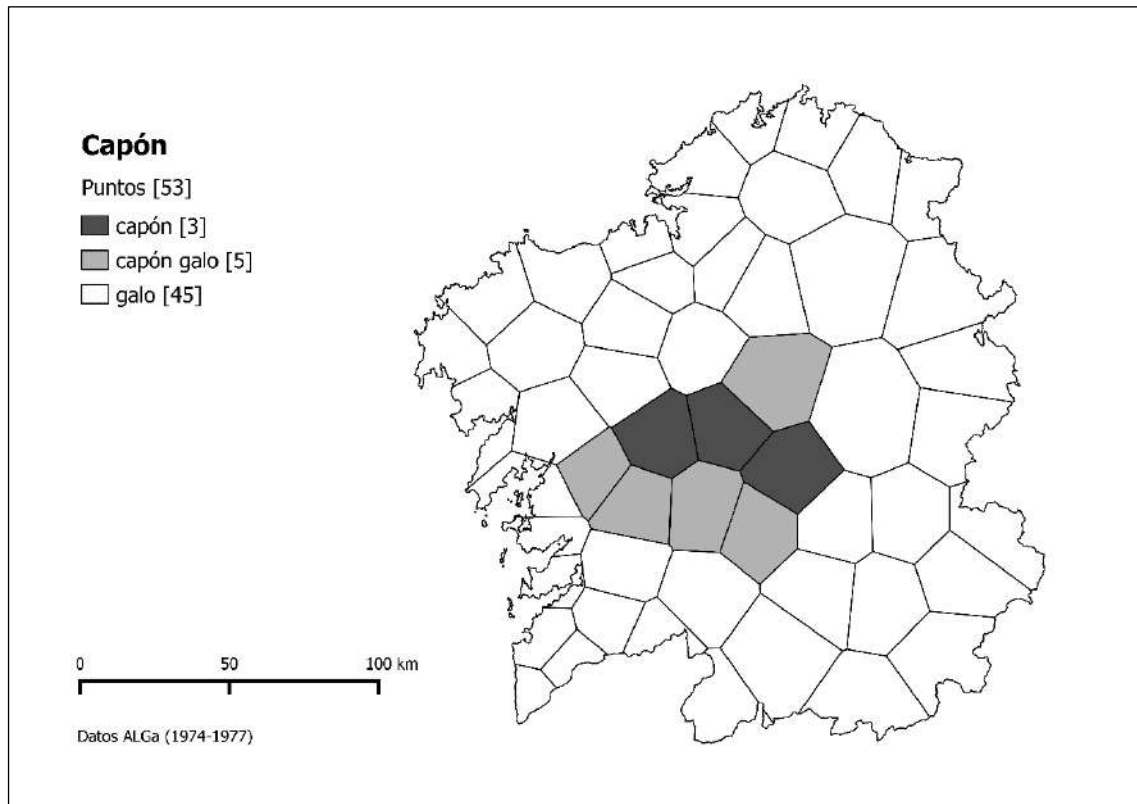 Capón
Puntos [53]
capón [3]
capón galo [5]
galo [45]
0 50 100 km
Datos ALGa (1974-1977)